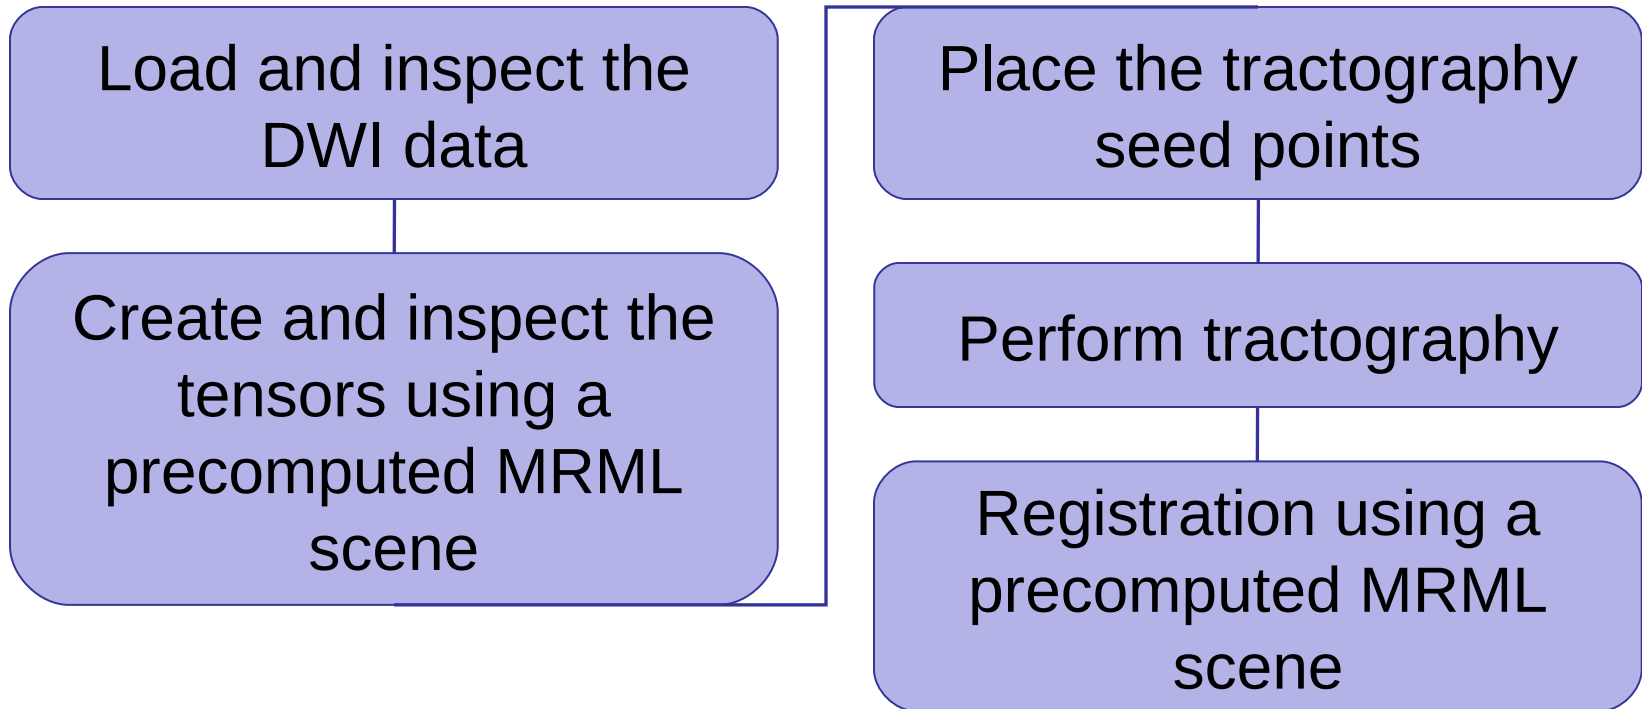 Load and inspect the
DWI data
Create and inspect the
tensors using a
precomputed MRML
scene
Place the tractography
seed points
Perform tractography
Registration using a
precomputed MRML
scene